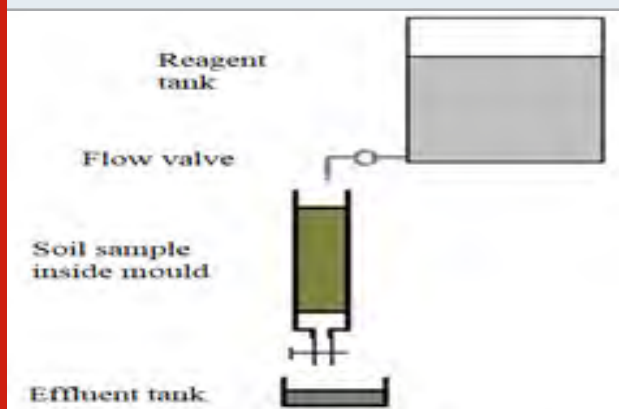 Reagent
tank
Flow valve
Soil sample
inside mould
Effluent tank